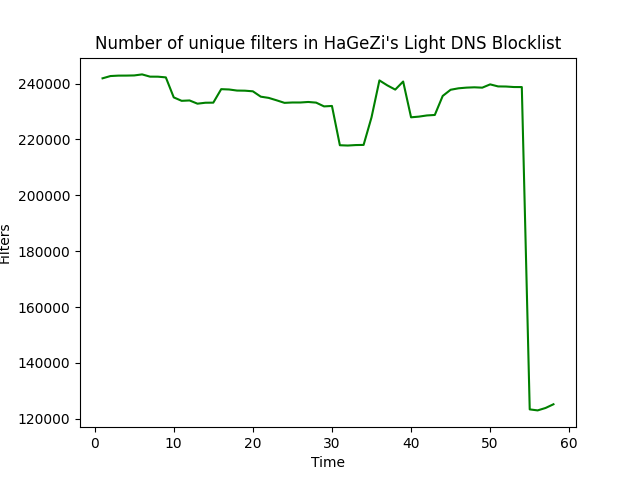 Number of unique filters in HaGeZi's Light DNS Blocklist
240000
220000
200000
180000
160000
140000
120000
Filters
0 10 20 30 40 50 60
Time